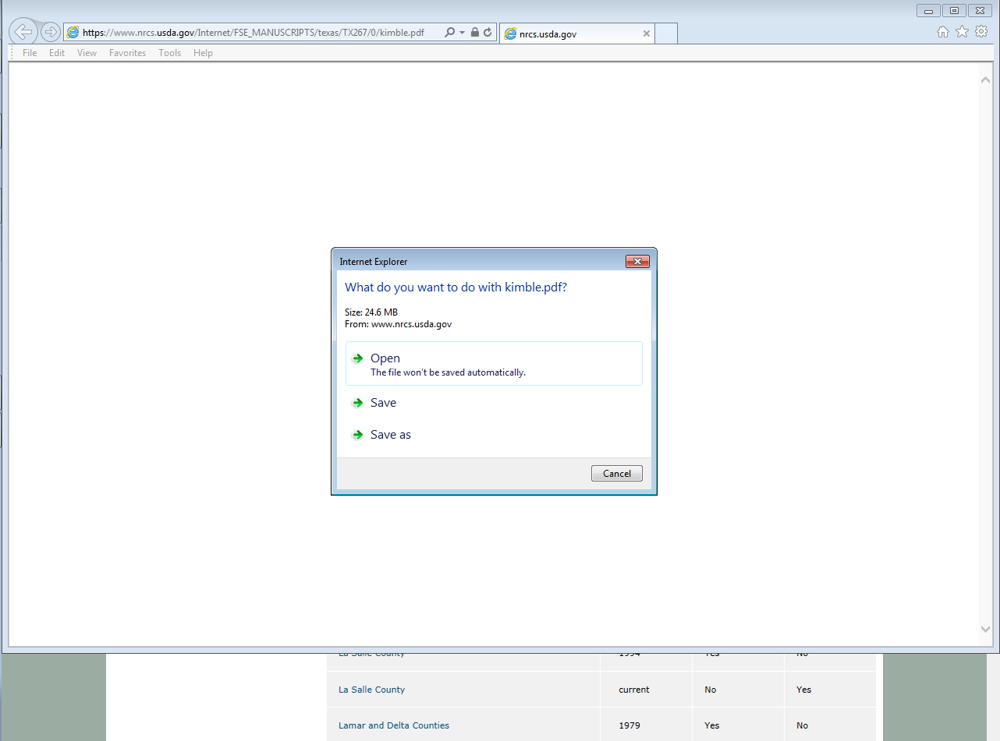 https://www.nrcs.usda.gov/Internet/FSE_MANUSCRIPTS/texas/TX267/0/kimble.pdf
nrcs.usda.gov
File Edit View Favorites Tools Help
Internet Explorer
What do you want to do with kimble.pdf?
Size: 24.6 MB
From: www.nrcs.usda.gov
Open
The file won't be saved automatically.
Save
Save as
Cancel
La Salle County 1994 Yes No
La Salle County current No Yes
Lamar and Delta Counties 1979 Yes No